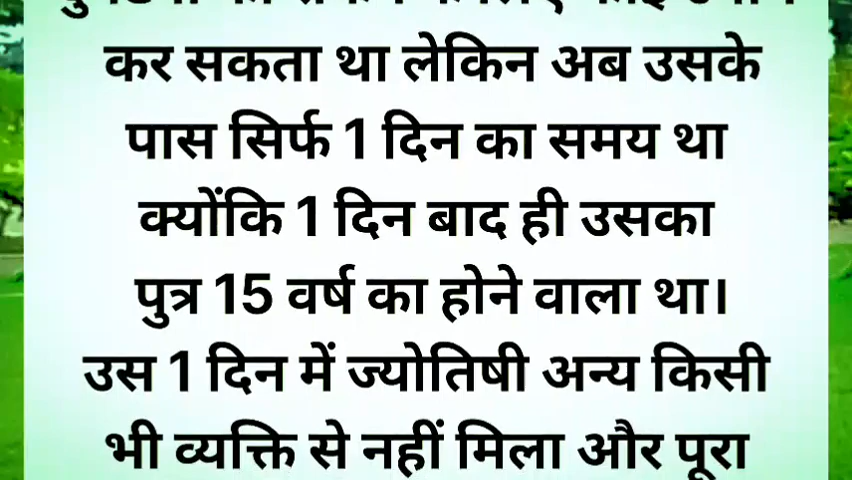 कर सकता था लेकिन अब उसके
पास सिर्फ 1 दिन का समय था
क्योंकि 1 दिन बाद ही उसका
पुत्र 15 वर्ष का होने वाला था।
उस 1 दिन में ज्योतिषी अन्य किसी
भी व्यक्ति से नहीं मिला और पूरा